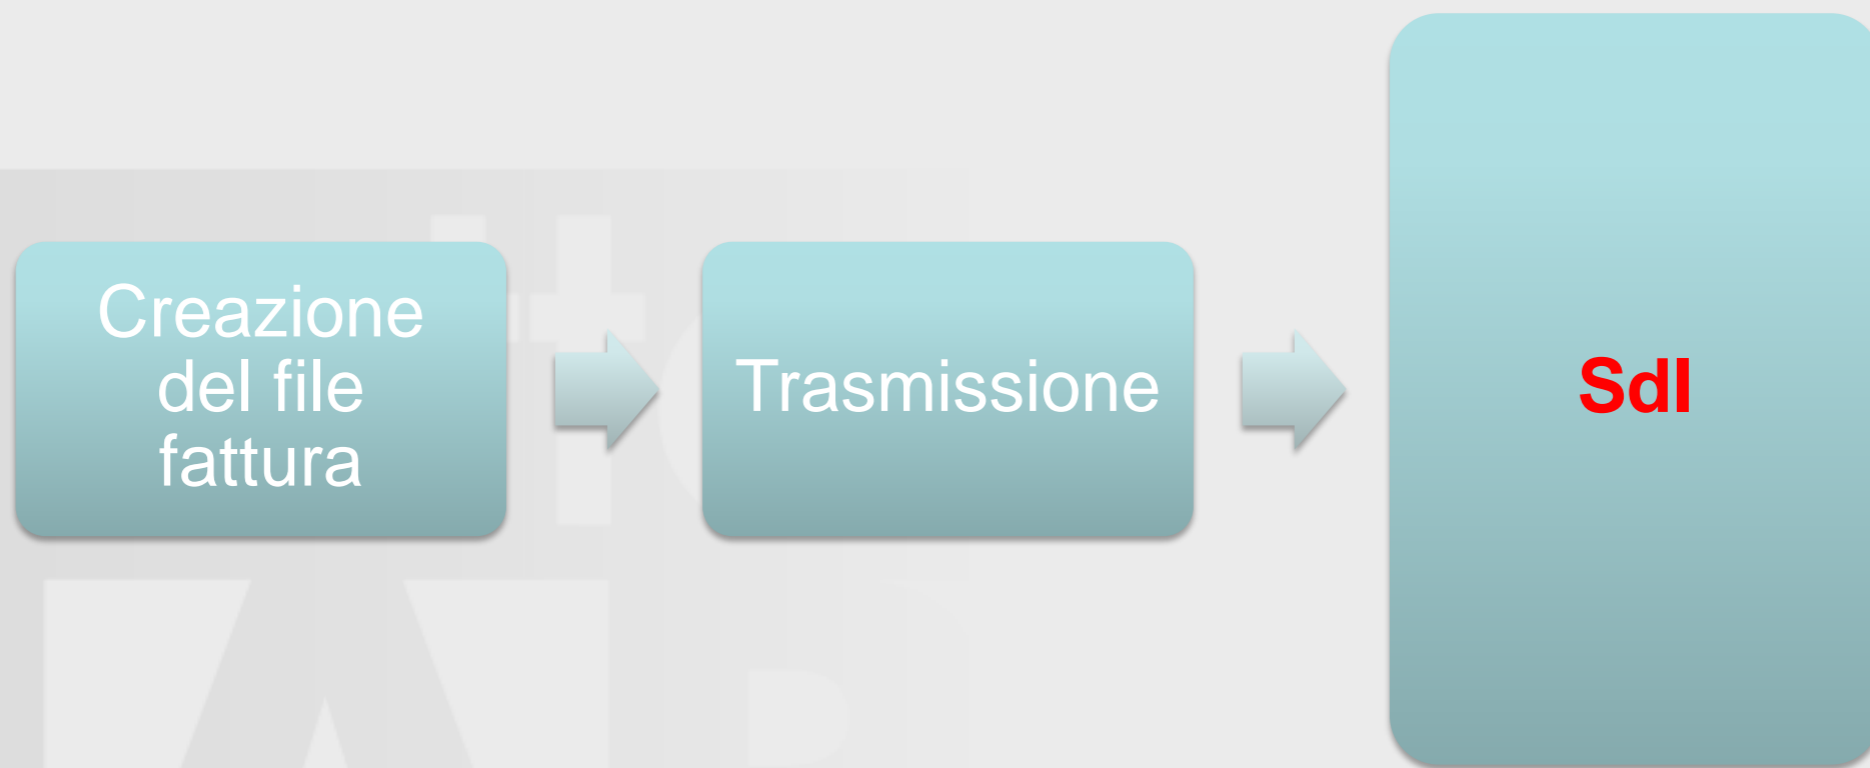 Creazione
del file
fattura
Trasmissione
SdI